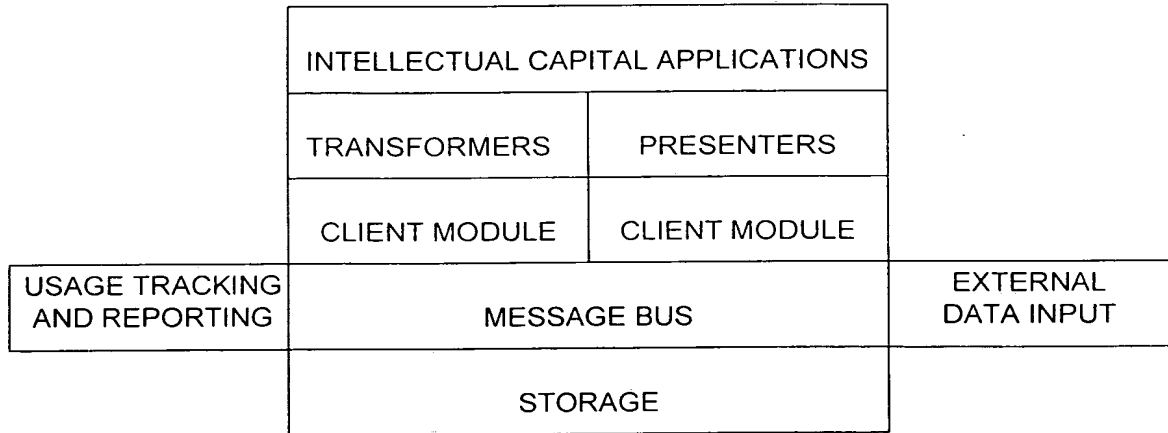 INTELLECTUAL CAPITAL APPLICATIONS
TRANSFORMERS
PRESENTERS
CLIENT MODULE
CLIENT MODULE
USAGE TRACKING
AND REPORTING
MESSAGE BUS
EXTERNAL
DATA INPUT
STORAGE